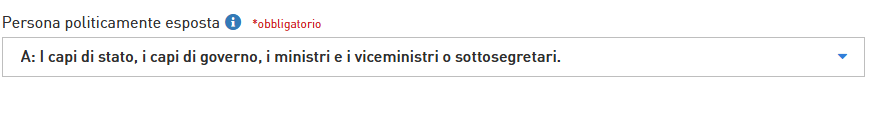 Persona politicamente esposta *obbligatorio
A: I capi di stato, i capi di governo, i ministri e i viceministri o sottosegretari.